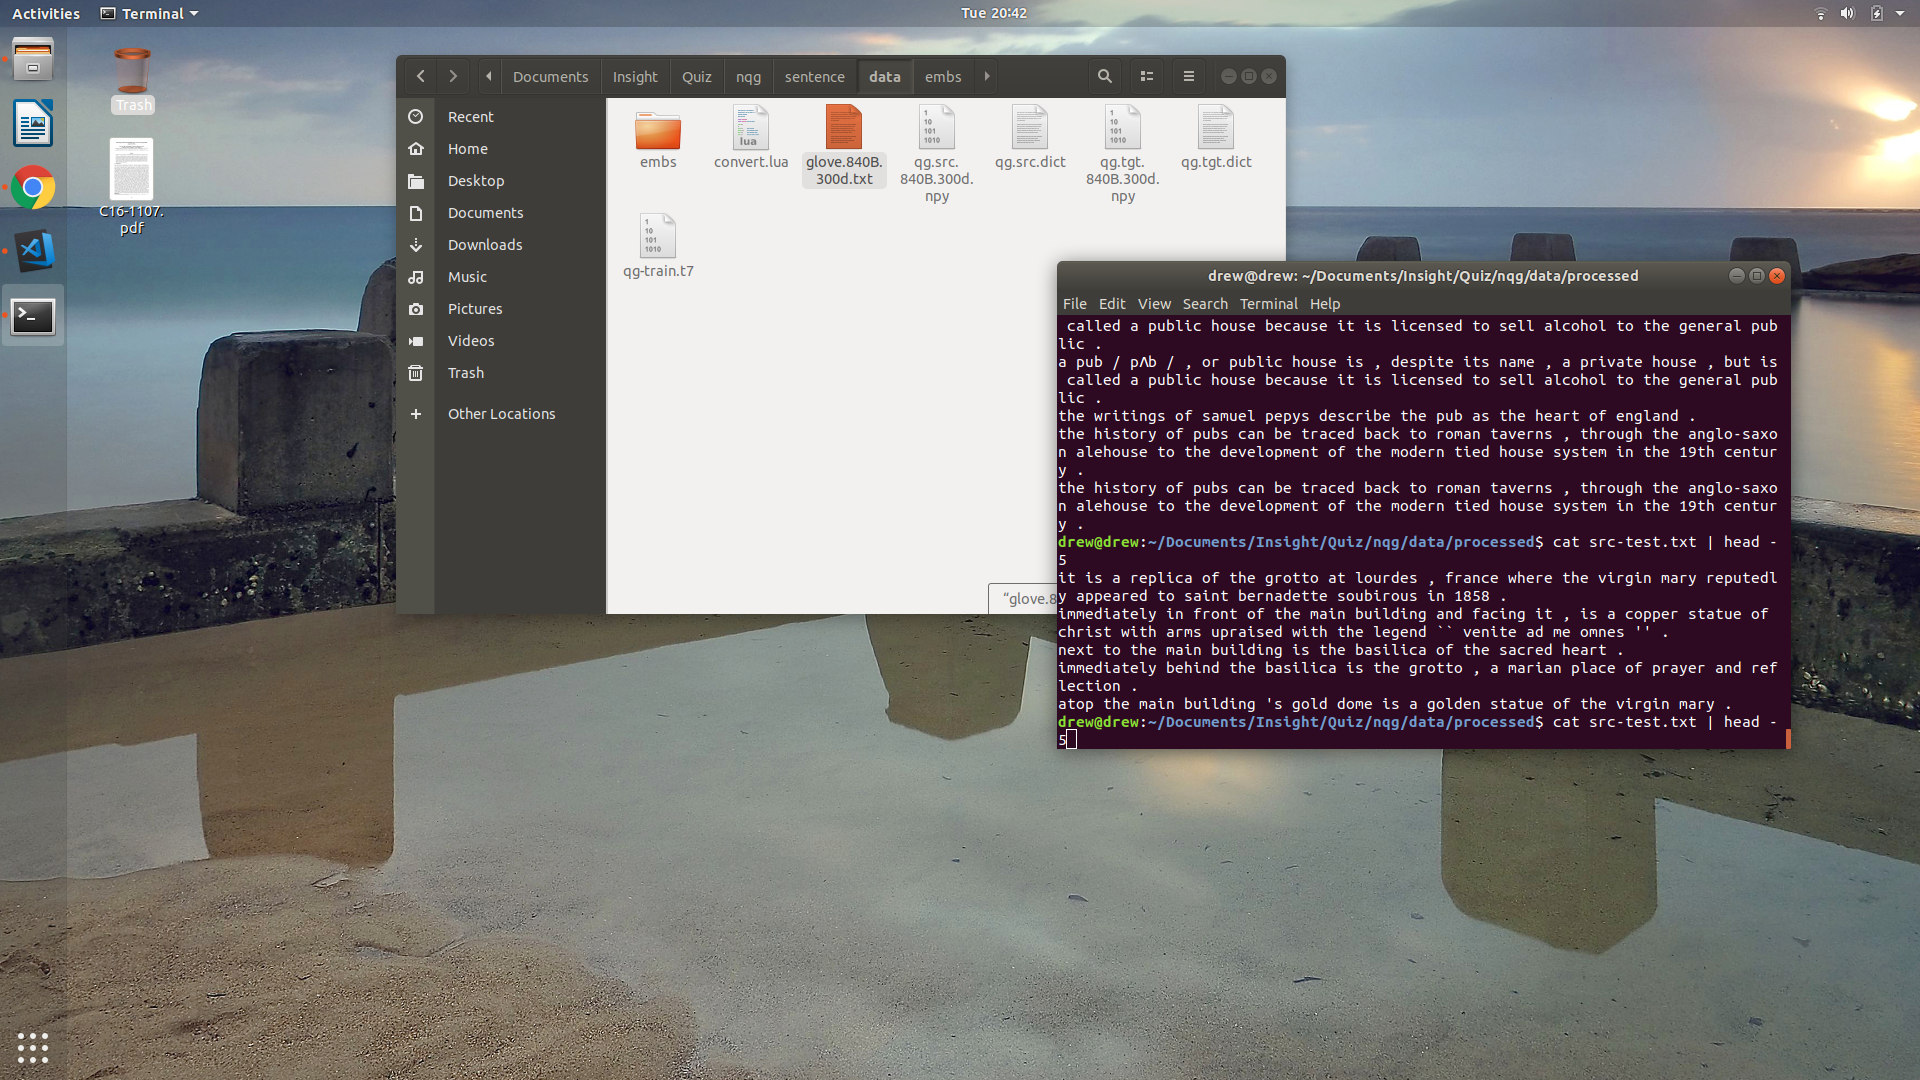 Activities
Terminal
Tue 20:42
Trash
C16-1107.
pdf
Documents
Insight
Quiz
nqg
sentence
data
embs
Recent
Home
Desktop
Documents
Downloads
Music
Pictures
Videos
Trash
Other Locations
embs
convert.lua
glove.840B.
300d.txt
qg.src.
840B.300d.
npy
qg.src.dict
qg.tgt.
840B.300d.
npy
qg.tgt.dict
qg-train.t7
“glove.8
drew@drew: ~/Documents/Insight/Quiz/nqg/data/processed
File Edit View Search Terminal Help
called a public house because it is licensed to sell alcohol to the general pub
lic .
a pub / pʌb / , or public house is , despite its name , a private house , but is
called a public house because it is licensed to sell alcohol to the general pub
lic .
the writings of samuel pepys describe the pub as the heart of england .
the history of pubs can be traced back to roman taverns , through the anglo-saxo
n alehouse to the development of the modern tied house system in the 19th centur
y .
the history of pubs can be traced back to roman taverns , through the anglo-saxo
n alehouse to the development of the modern tied house system in the 19th centur
y .
drew@drew:~/Documents/Insight/Quiz/nqg/data/processed$ cat src-test.txt | head -
5
it is a replica of the grotto at lourdes , france where the virgin mary reputedl
y appeared to saint bernadette soubirous in 1858 .
immediately in front of the main building and facing it , is a copper statue of
christ with arms upraised with the legend `` venite ad me omnes '' .
next to the main building is the basilica of the sacred heart .
immediately behind the basilica is the grotto , a marian place of prayer and ref
lection .
atop the main building 's gold dome is a golden statue of the virgin mary .
drew@drew:~/Documents/Insight/Quiz/nqg/data/processed$ cat src-test.txt | head -
5